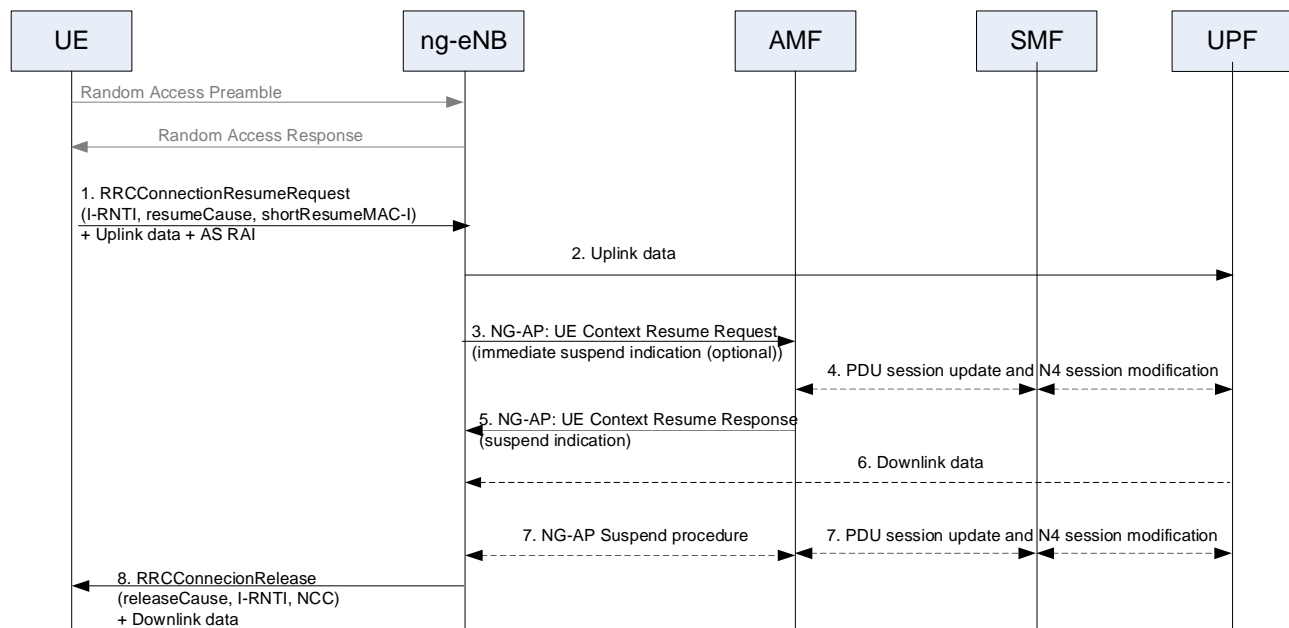 UE
ng-eNB
AMF
SMF
UPF
Random Access Preamble
Random Access Response
1. RRCConnectionResumeRequest
(I-RNTI, resumeCause, shortResumeMAC-I)
+ Uplink data + AS RAI
2. Uplink data
3. NG-AP: UE Context Resume Request
(immediate suspend indication (optional))
4. PDU session update and N4 session modification
5. NG-AP: UE Context Resume Response
(suspend indication)
6. Downlink data
7. NG-AP Suspend procedure
7. PDU session update and N4 session modification
8. RRCConnecionRelease
(releaseCause, I-RNTI, NCC)
+ Downlink data